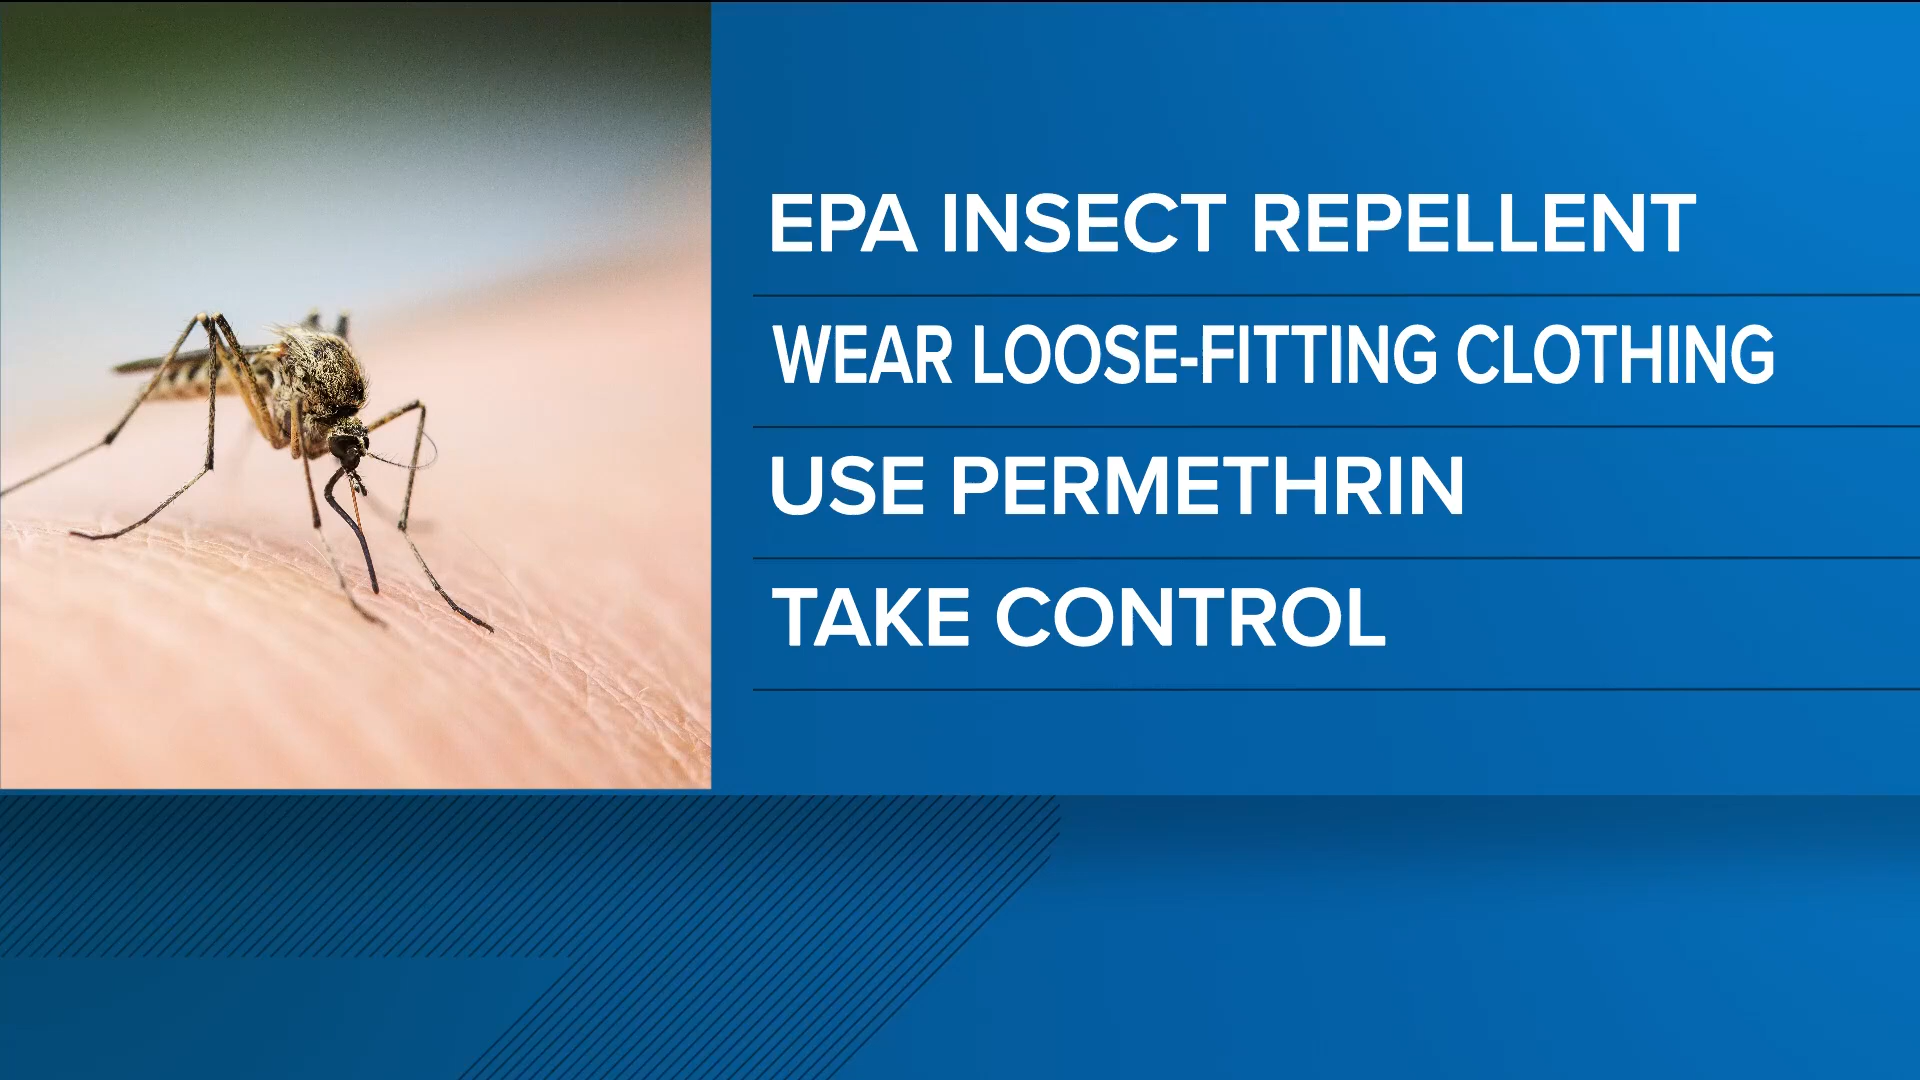 EPA INSECT REPELLENT
WEAR LOOSE-FITTING CLOTHING
USE PERMETHRIN
TAKE CONTROL